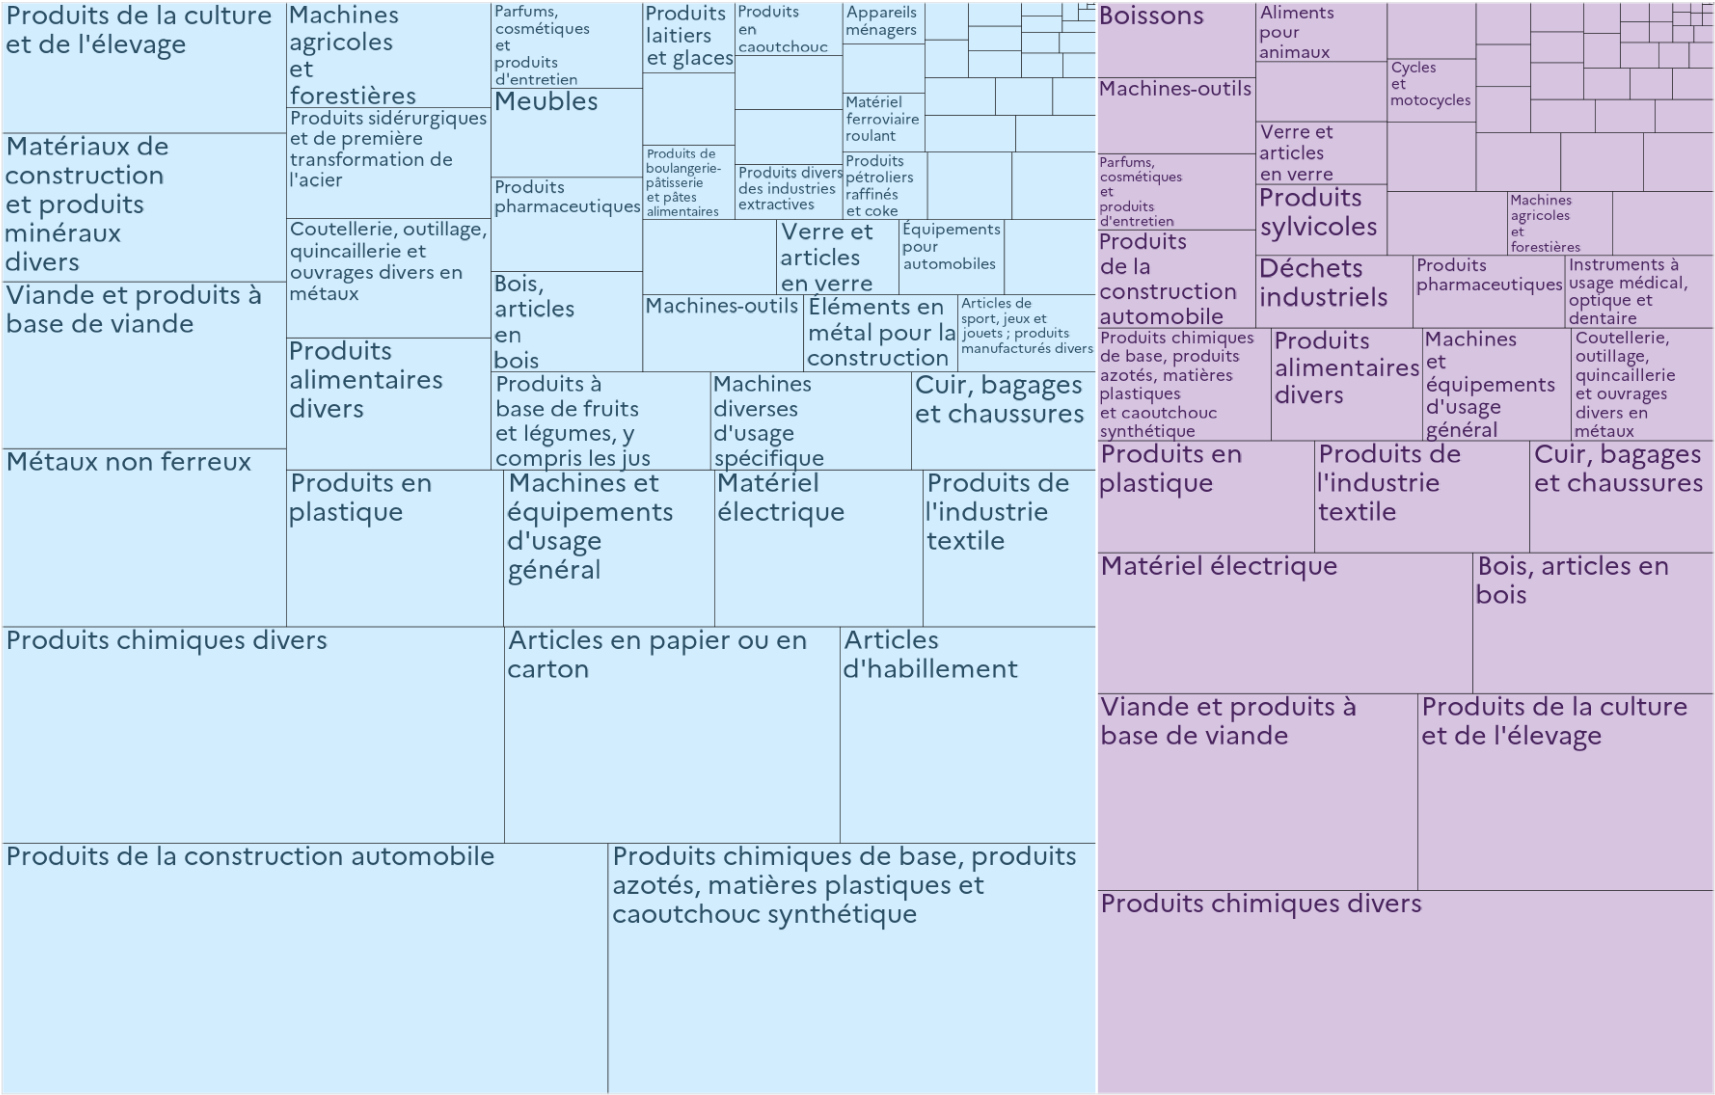 Produits de la culture
et de l'élevage
Matériaux de
construction
et produits
minéraux
divers
Viande et produits à
base de viande
Métaux non ferreux
Machines
agricoles
et
forestières
Produits sidérurgiques
et de première
transformation de
l'acier
Coutellerie, outillage,
quincaillerie et
ouvrages divers en
métaux
Produits
alimentaires
divers
Parfums,
cosmétiques
et
produits
d'entretien
Meubles
Produits
pharmaceutiques
Bois,
articles
en
bois
Produits
laitiers
et glaces
Produits de
boulangerie-
pâtisserie
et pâtes
alimentaires
Produits
en
caoutchouc
Produits divers
des industries
extractives
Appareils
ménagers
Matériel
ferroviaire
roulant
Produits
pétroliers
raffinés
et coke
Verre et
articles
en verre
Équipements
pour
automobiles
Machines-outils
Éléments en
métal pour la
construction
Articles de
sport, jeux et
jouets ; produits
manufacturés divers
Produits à
base de fruits
et légumes, y
compris les jus
Machines
diverses
d'usage
spécifique
Cuir, bagages
et chaussures
Produits en
plastique
Machines et
équipements
d'usage
général
Matériel
électrique
Produits de
l'industrie
textile
Produits chimiques divers
Articles en papier ou en
carton
Articles
d'habillement
Produits de la construction automobile
Produits chimiques de base, produits
azotés, matières plastiques et
caoutchouc synthétique
Boissons
Machines-outils
Parfums,
cosmétiques
et
produits
d'entretien
Produits
de la
construction
automobile
Aliments
pour
animaux
Verre et
articles
en verre
Produits
sylvicoles
Cycles
et
motocycles
Machines
agricoles
et
forestières
Déchets
industriels
Produits
pharmaceutiques
Instruments à
usage médical,
optique et
dentaire
Produits chimiques
de base, produits
azotés, matières
plastiques
et caoutchouc
synthétique
Produits
alimentaires
divers
Machines
et
équipements
d'usage
général
Coutellerie,
outillage,
quincaillerie
et ouvrages
divers en
métaux
Produits en
plastique
Produits de
l'industrie
textile
Cuir, bagages
et chaussures
Matériel électrique
Bois, articles en
bois
Viande et produits à
base de viande
Produits de la culture
et de l'élevage
Produits chimiques divers